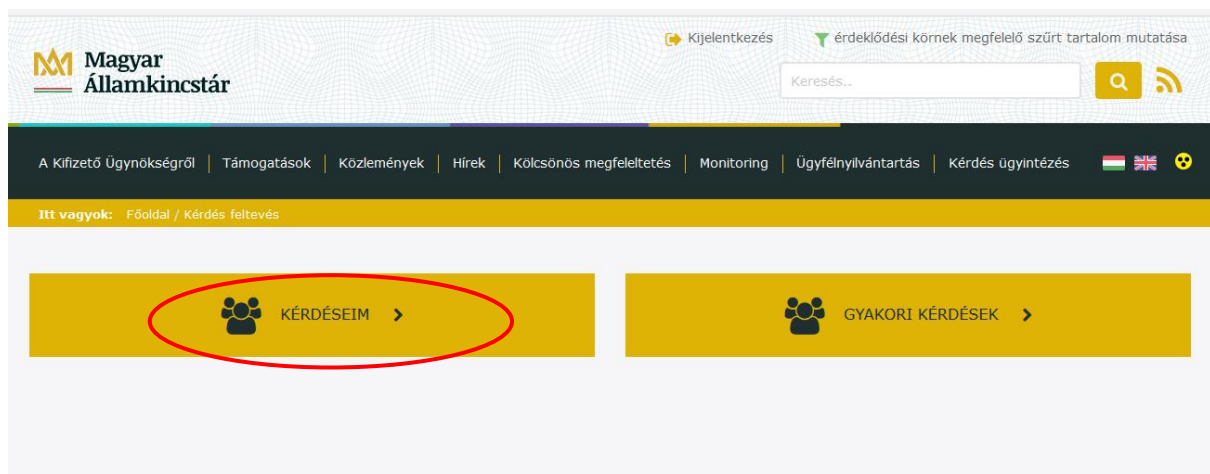 Magyar
Államkincstár
Kijelentkezés
érdeklődési körnek megfelelő szűrt tartalom mutatása
Keresés..
A Kifizető Ügynökségről | Támogatások | Közlemények | Hírek | Kölcsönös megfeleltetés | Monitoring | Ügyfélnyilvántartás | Kérdés ügyintézés
Itt vagyok: Főoldal / Kérdés feltevés
KÉRDÉSEIM
GYAKORI KÉRDÉSEK